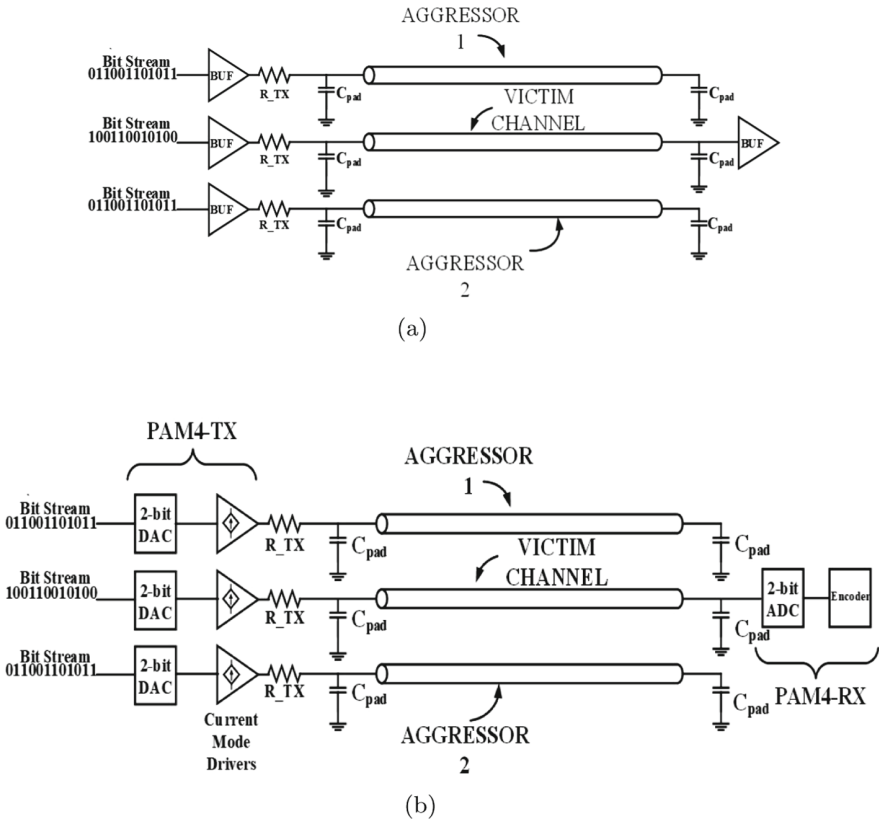 AGGRESSOR
1
Bit Stream
011001101011
BUF
R_TX
Cpad
Cpad
VICTIM
CHANNEL
Bit Stream
100110010100
BUF
R_TX
Cpad
Cpad
BUF
Bit Stream
011001101011
BUF
R_TX
Cpad
Cpad
AGGRESSOR
2
(a)
PAM4-TX
AGGRESSOR
1
Bit Stream
011001101011
2-bit
DAC
R_TX
Cpad
Cpad
VICTIM
CHANNEL
Bit Stream
100110010100
2-bit
DAC
R_TX
Cpad
Cpad
2-bit
ADC
Encoder
Bit Stream
011001101011
2-bit
DAC
R_TX
Cpad
Cpad
PAM4-RX
Current
Mode
Drivers
AGGRESSOR
2
(b)